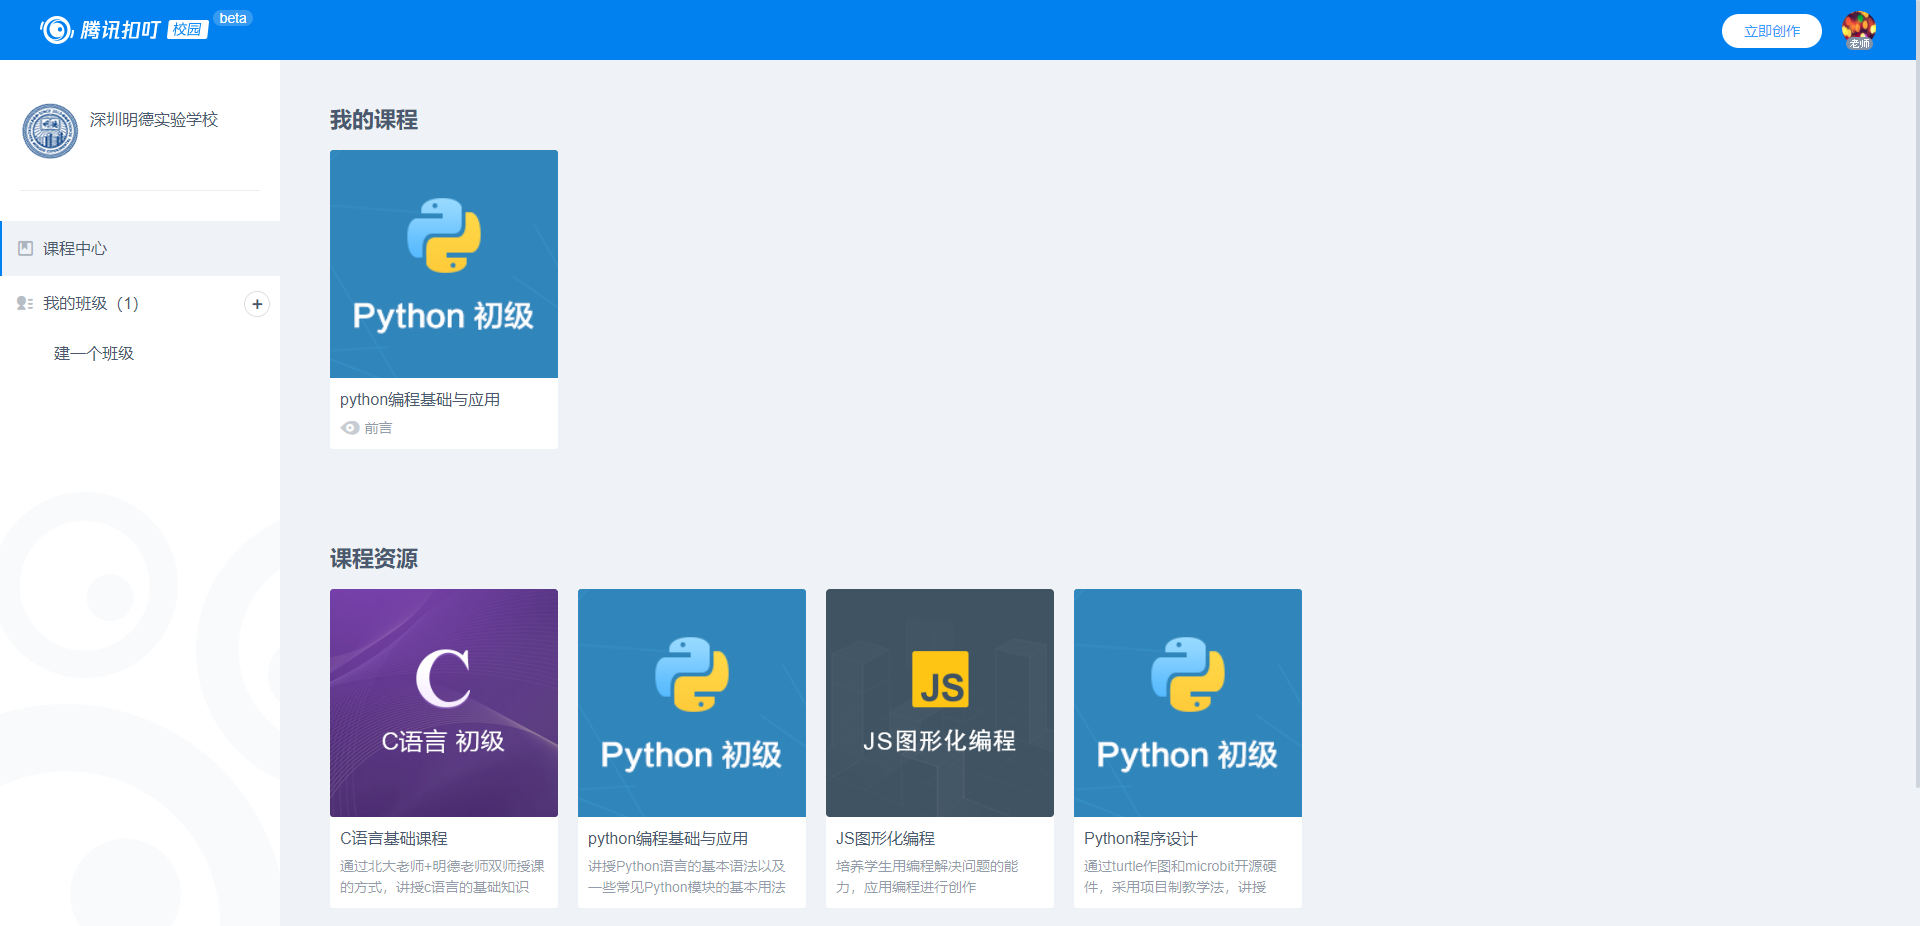 腾讯扣叮 校园 beta
立即创作
老师
深圳明德实验学校
课程中心
我的班级（1）
建一个班级
我的课程
Python 初级
python编程基础与应用
前言
课程资源
C
C语言 初级
C语言基础课程
通过北大老师+明德老师双师授课
的方式，讲授c语言的基础知识
Python 初级
python编程基础与应用
讲授Python语言的基本语法以及
一些常见Python模块的基本用法
JS
JS图形化编程
JS图形化编程
培养学生用编程解决问题的能
力，应用编程进行创作
Python 初级
Python程序设计
通过turtle作图和microbit开源硬
件，采用项目制教学法，讲授